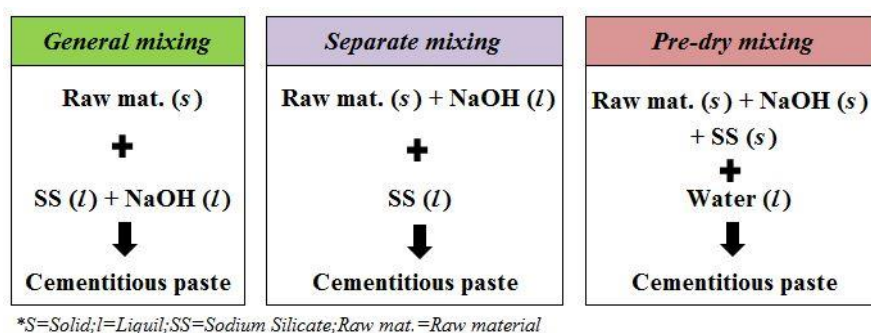 General mixing
Raw mat. (s)
+
SS (l) + NaOH (l)
Cementitious paste
Separate mixing
Raw mat. (s) + NaOH (l)
+
SS (l)
Cementitious paste
Pre-dry mixing
Raw mat. (s) + NaOH (s)
+ SS (s)
+
Water (l)
Cementitious paste
*S=Solid;l=Liquil;SS=Sodium Silicate;Raw mat.=Raw material